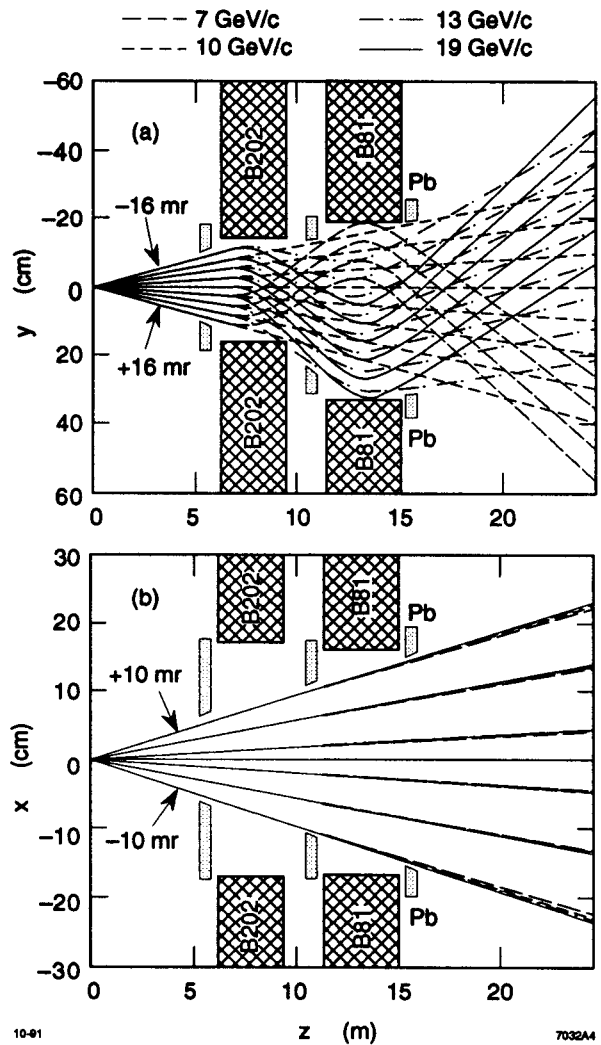 7 GeV/c 13 GeV/c
10 GeV/c 19 GeV/c
−60
−40
−20
0
20
40
60
y (cm)
(a)
−16 mr
+16 mr
B202
B81
Pb
B202
B81
Pb
0 5 10 15 20
30
20
10
0
−10
−20
−30
x (cm)
(b)
+10 mr
−10 mr
B202
B81
Pb
B202
B81
Pb
0 5 10 15 20
z (m)
10-91
7032A4